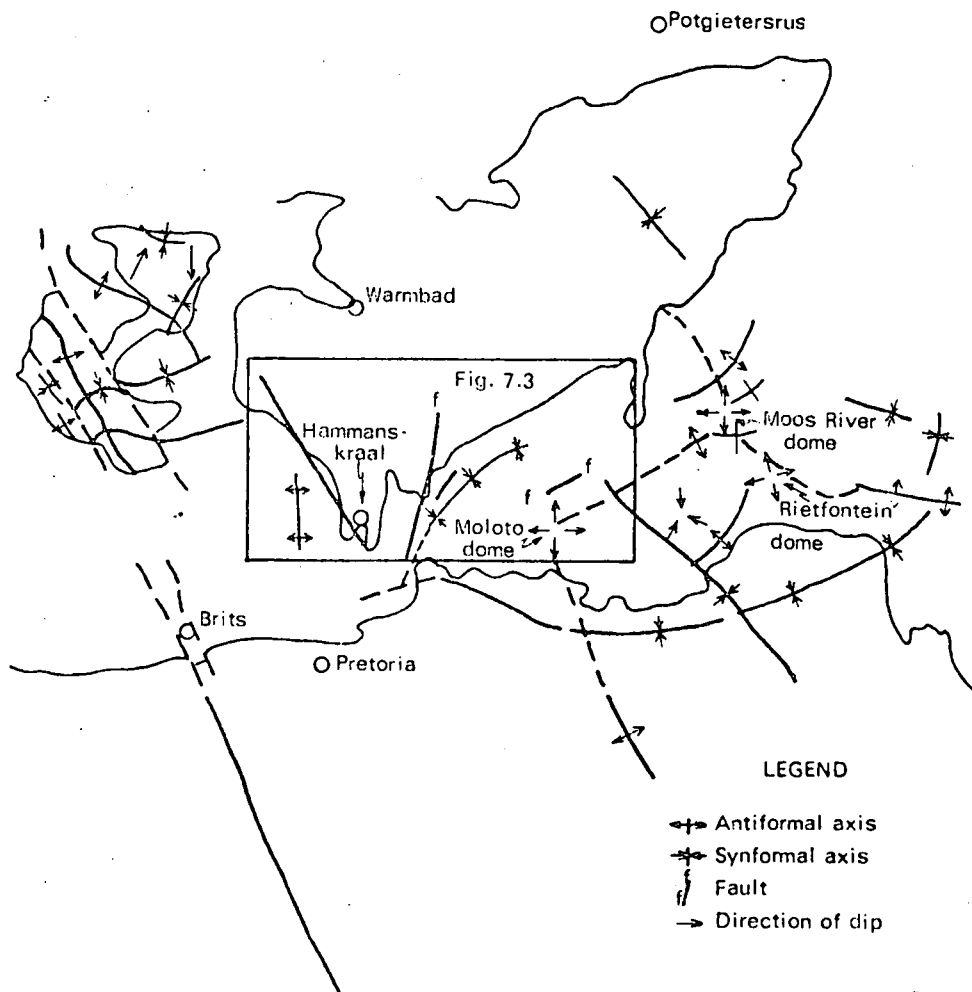 Potgietersrus
Warmbad
Fig. 7.3
f
Hammans-
kraal
Moos River
dome
f
f
Moloto
dome
Rietfontein
dome
Brits
Pretoria
LEGEND
Antiformal axis
Synformal axis
f
f
Fault
Direction of dip